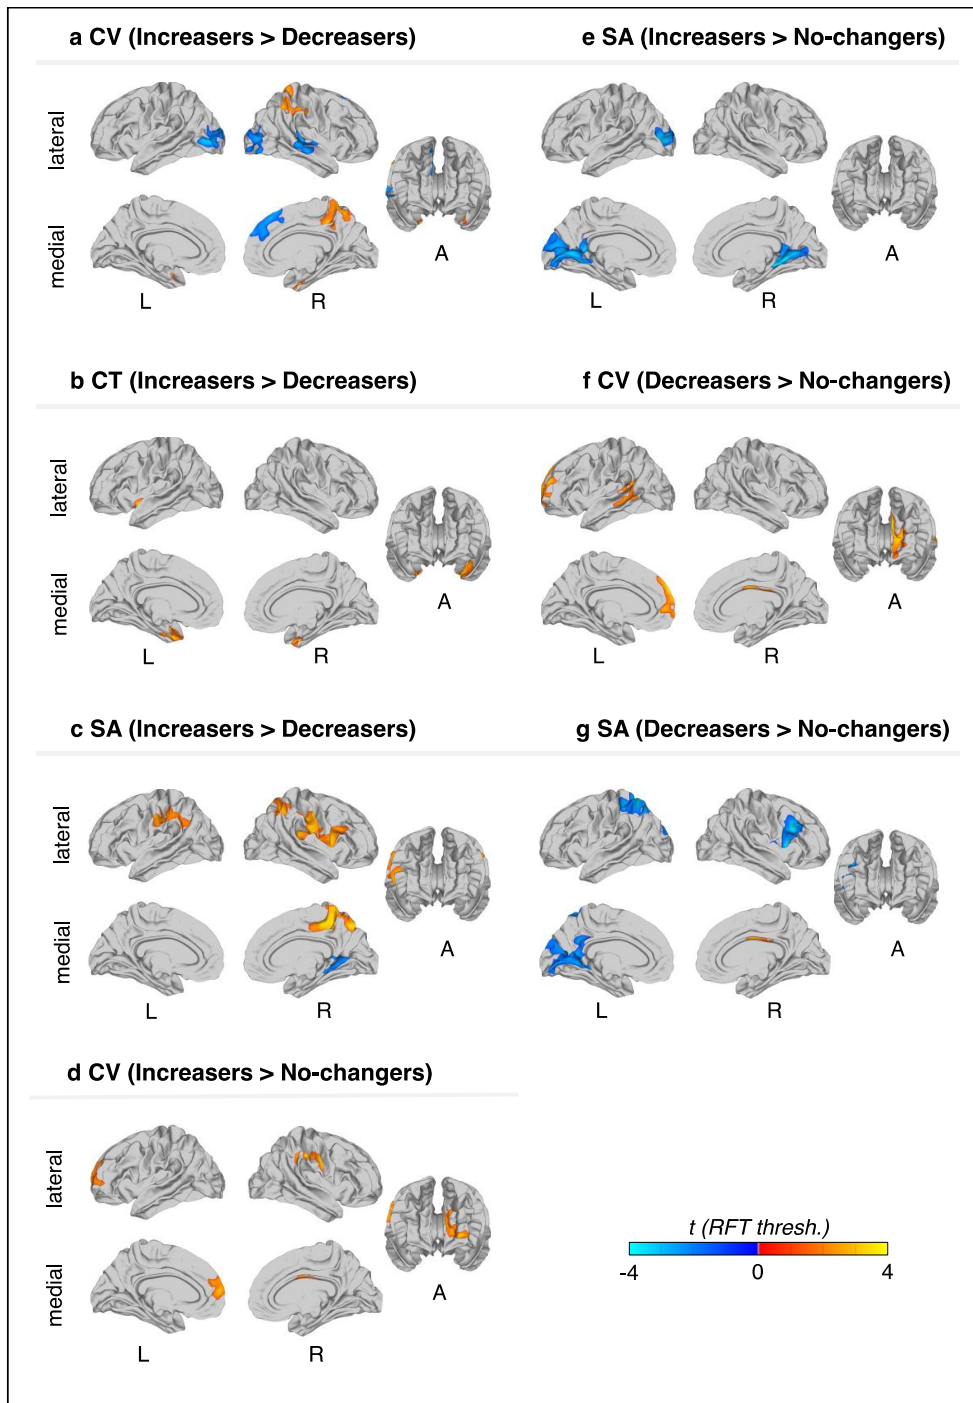 a CV (Increasers > Decreasers)
lateral
medial
L
R
A
e SA (Increasers > No-changers)
L
R
A
b CT (Increasers > Decreasers)
lateral
medial
L
R
A
f CV (Decreasers > No-changers)
L
R
A
c SA (Increasers > Decreasers)
lateral
medial
L
R
A
g SA (Decreasers > No-changers)
L
R
A
d CV (Increasers > No-changers)
lateral
medial
L
R
A
t (RFT thresh.)
-4 0 4